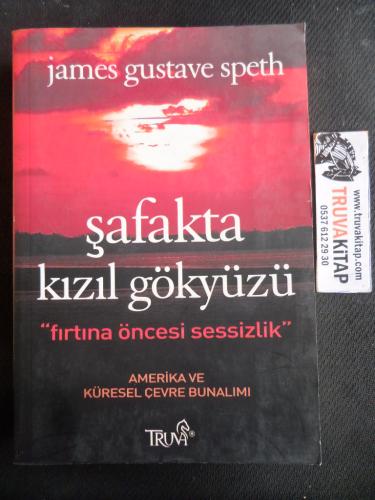 james gustave speth
şafakta
kızıl gökyüzü
"fırtına öncesi sessizlik"
AMERİKA VE
KÜRESEL ÇEVRE BUNALIMI
TRUVA®
www.truvakitap.com
TRUVAKİTAP
0537 612 29 30